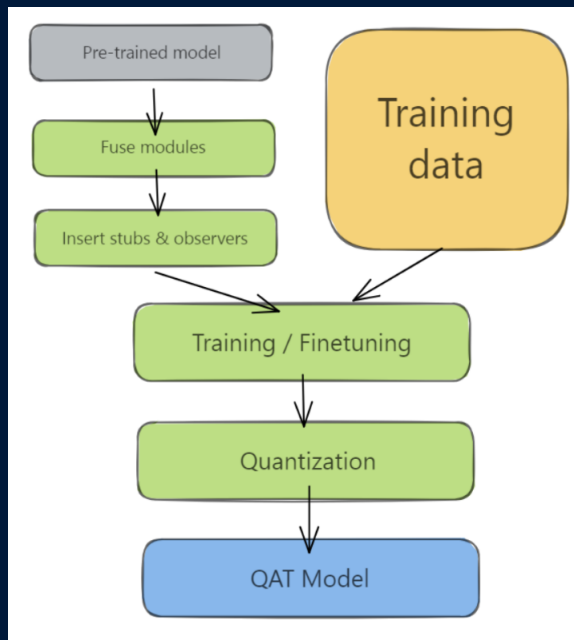 Pre-trained model
Fuse modules
Insert stubs & observers
Training
data
Training / Finetuning
Quantization
QAT Model